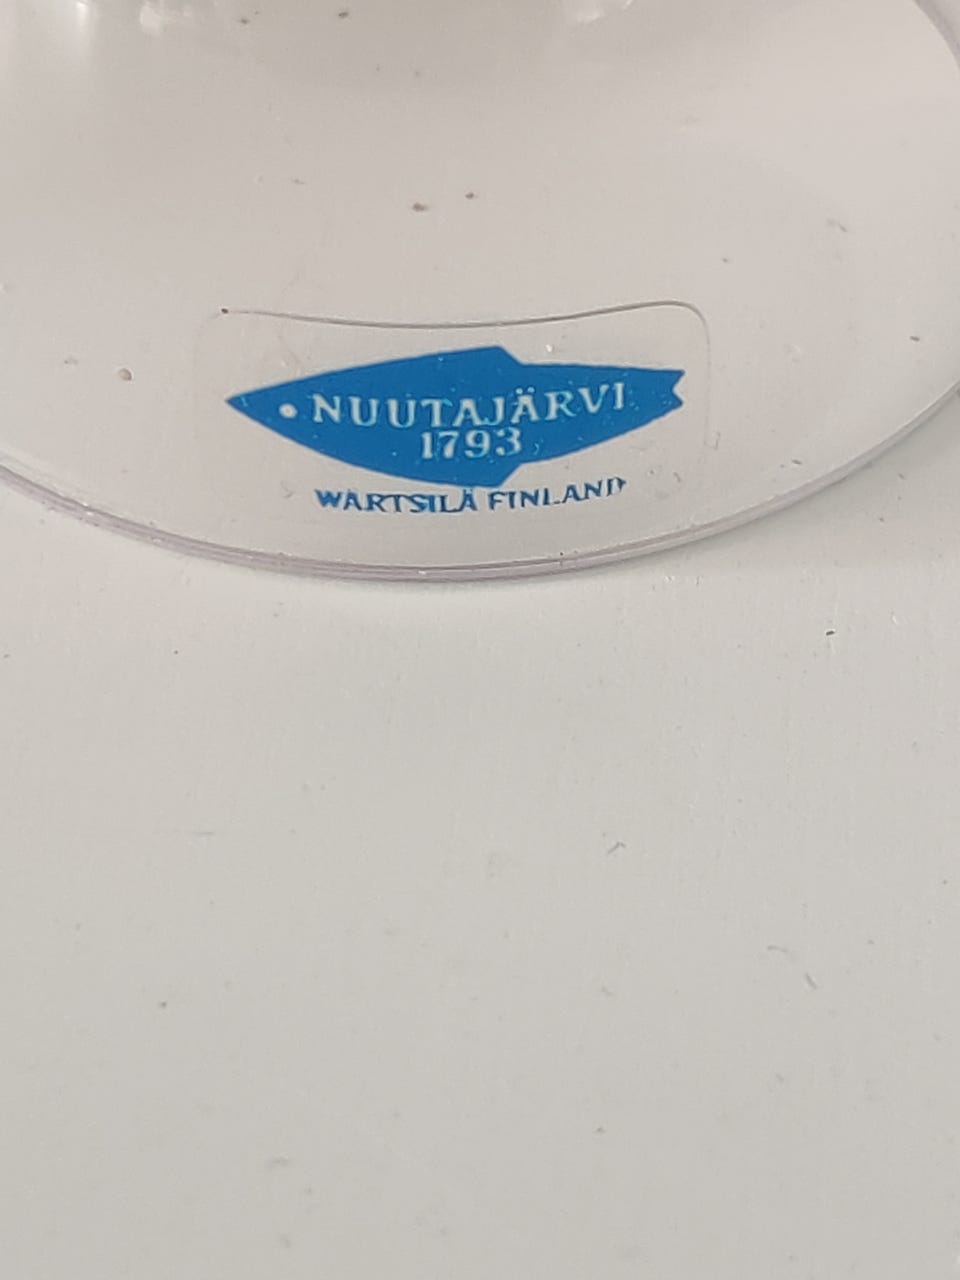 NUUTAJÄRVI
1793
WÄRTSILÄ FINLAND